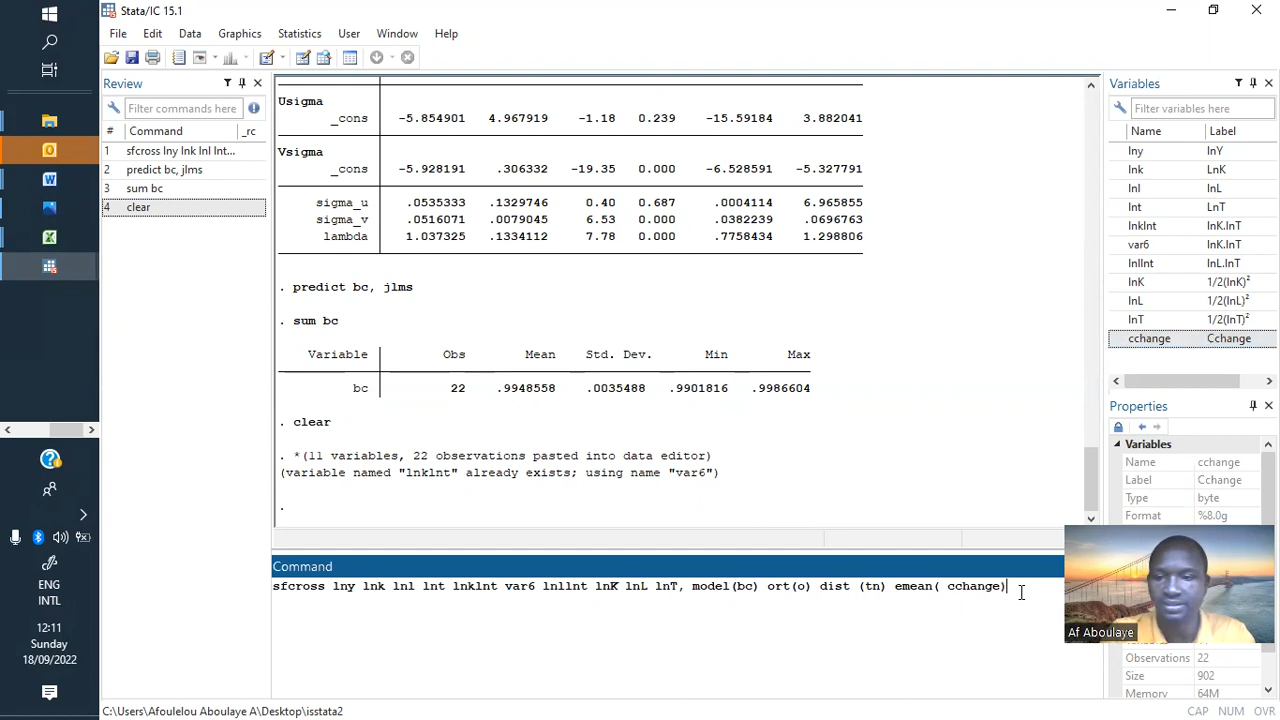 Stata/IC 15.1
File Edit Data Graphics Statistics User Window Help
Review
Filter commands here
# Command _rc
1 sfcross lny lnk lnl lnt...
2 predict bc, jlms
3 sum bc
4 clear
Usigma
_cons -5.854901 4.967919 -1.18 0.239 -15.59184 3.882041
Vsigma
_cons -5.928191 .306332 -19.35 0.000 -6.528591 -5.327791
sigma_u .0535333 .1329746 0.40 0.687 .0004114 6.965855
sigma_v .0516071 .0079045 6.53 0.000 .0382239 .0696763
lambda 1.037325 .1334112 7.78 0.000 .7758434 1.298806
. predict bc, jlms
. sum bc
Variable Obs Mean Std. Dev. Min Max
bc 22 .9948558 .0035488 .9901816 .9986604
. clear
. *(11 variables, 22 observations pasted into data editor)
(variable named "lnklnt" already exists; using name "var6")
.
Command
sfcross lny lnk lnl lnt lnklnt var6 lnllnt lnK lnL lnT, model(bc) ort(o) dist (tn) emean( cchange)
Variables
Filter variables here
Name Label
lny lnY
lnk LnK
lnl lnL
lnt LnT
lnklnt lnK.lnT
var6 lnK.lnT
lnllnt lnL.lnT
lnK 1/2(lnK)²
lnL 1/2(lnL)²
lnT 1/2(lnT)²
cchange Cchange
Properties
Variables
Name cchange
Label Cchange
Type byte
Format %8.0g
Observations 22
Size 902
Memory 64M
Af Aboulaye
ENG
INTL
12:11
Sunday
18/09/2022
C:\Users\Afoulelou Aboulaye A\Desktop\isstata2
CAP NUM OVR